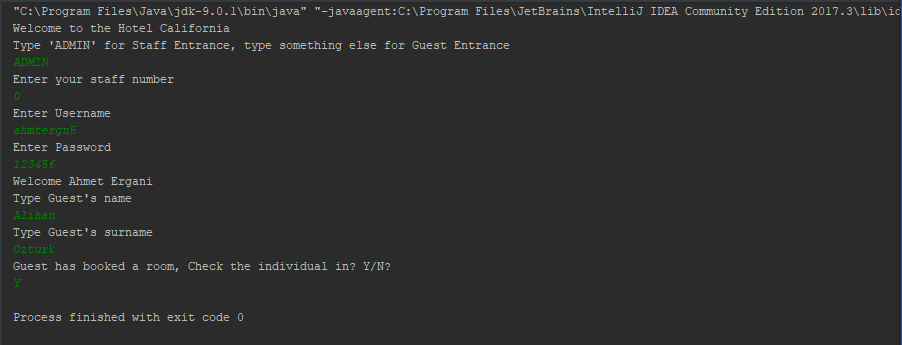 "C:\Program Files\Java\jdk-9.0.1\bin\java" "-javaagent:C:\Program Files\JetBrains\IntelliJ IDEA Community Edition 2017.3\lib\id
Welcome to the Hotel California
Type 'ADMIN' for Staff Entrance, type something else for Guest Entrance
ADMIN
Enter your staff number
0
Enter Username
ahmtergn5
Enter Password
123456
Welcome Ahmet Ergani
Type Guest's name
Alihan
Type Guest's surname
Ozturk
Guest has booked a room, Check the individual in? Y/N?
Y
Process finished with exit code 0